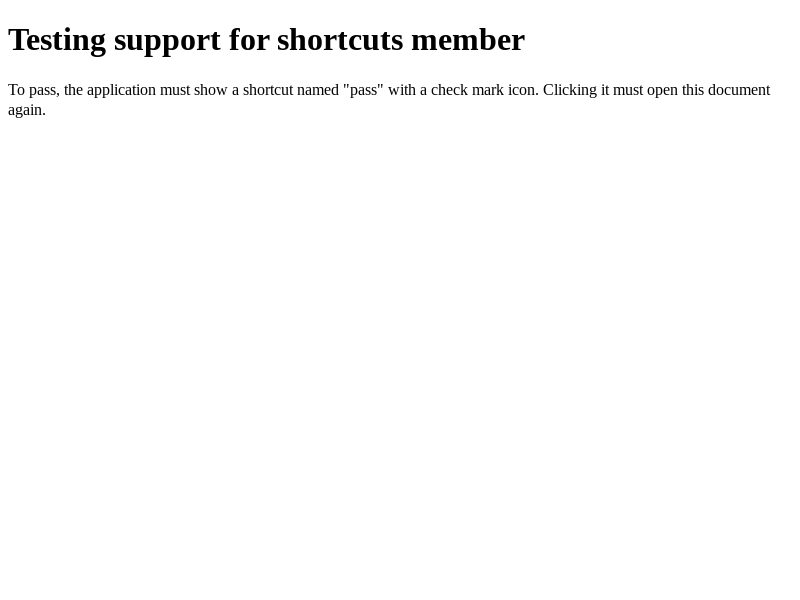 Testing support for shortcuts member
To pass, the application must show a shortcut named "pass" with a check mark icon. Clicking it must open this document
again.